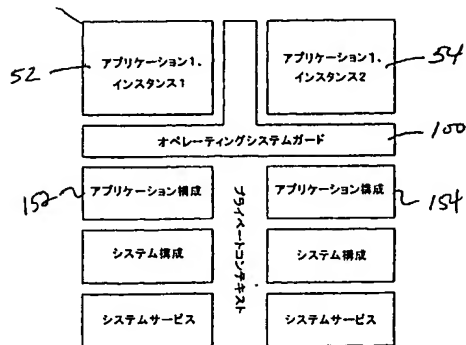 52
アプリケーション1、
インスタンス1
アプリケーション1、
インスタンス2
54
オペレーティングシステムガード
100
152
アプリケーション構成
プライベートコンテキスト
アプリケーション構成
154
システム構成
システム構成
システムサービス
システムサービス